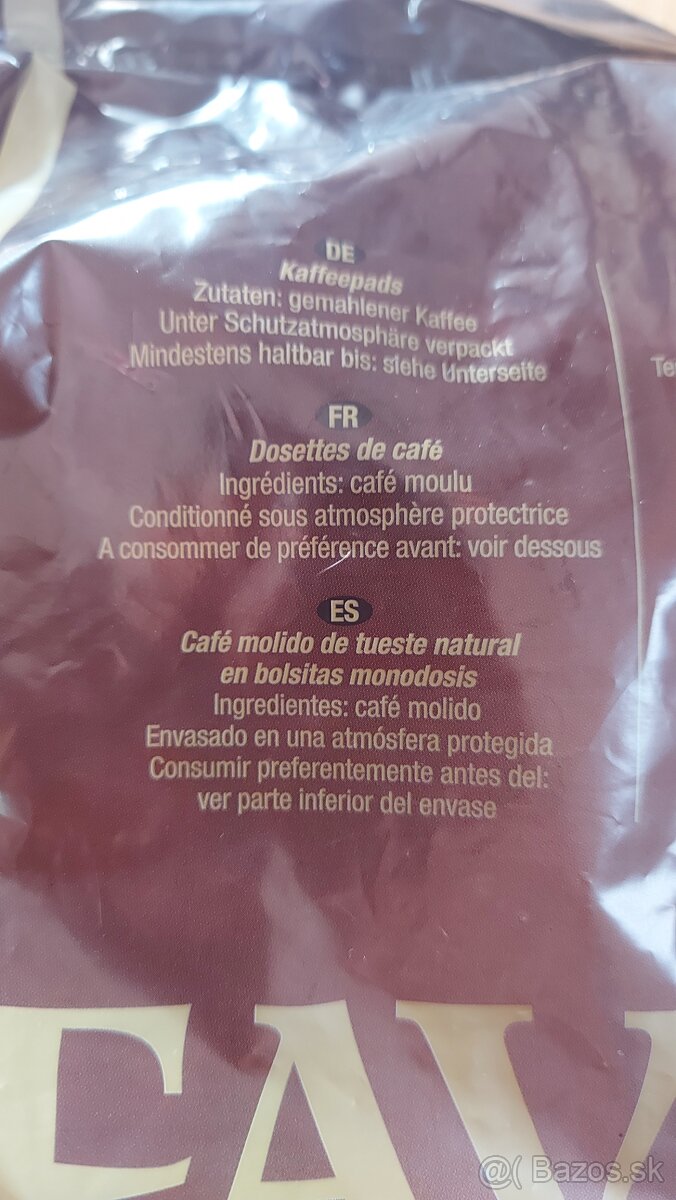 DE
Kaffeepads
Zutaten: gemahlener Kaffee
Unter Schutzatmosphäre verpackt
Mindestens haltbar bis: siehe Unterseite
FR
Dosettes de café
Ingrédients: café moulu
Conditionné sous atmosphère protectrice
A consommer de préférence avant: voir dessous
ES
Café molido de tueste natural
en bolsitas monodosis
Ingredientes: café molido
Envasado en una atmósfera protegida
Consumir preferentemente antes del:
ver parte inferior del envase
@( Bazos.sk